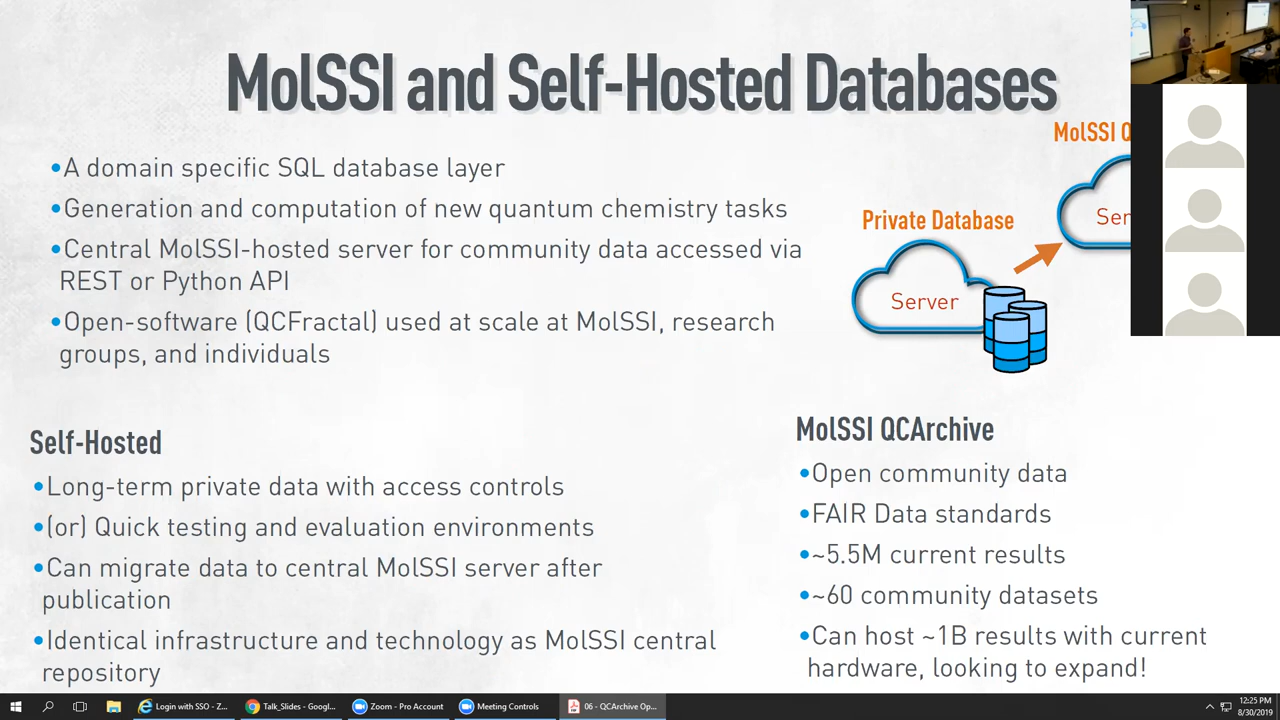 MolSSI and Self-Hosted Databases
•A domain specific SQL database layer
•Generation and computation of new quantum chemistry tasks
•Central MolSSI-hosted server for community data accessed via
REST or Python API
•Open-software (QCFractal) used at scale at MolSSI, research
groups, and individuals
MolSSI Q
Ser
Private Database
Server
Self-Hosted
•Long-term private data with access controls
•(or) Quick testing and evaluation environments
•Can migrate data to central MolSSI server after
publication
•Identical infrastructure and technology as MolSSI central
repository
MolSSI QCArchive
•Open community data
•FAIR Data standards
•~5.5M current results
•~60 community datasets
•Can host ~1B results with current
hardware, looking to expand!
Login with SSO - Z...
Talk_Slides - Googl...
Zoom - Pro Account
Meeting Controls
06 - QCArchive Op...
12:25 PM
8/30/2019